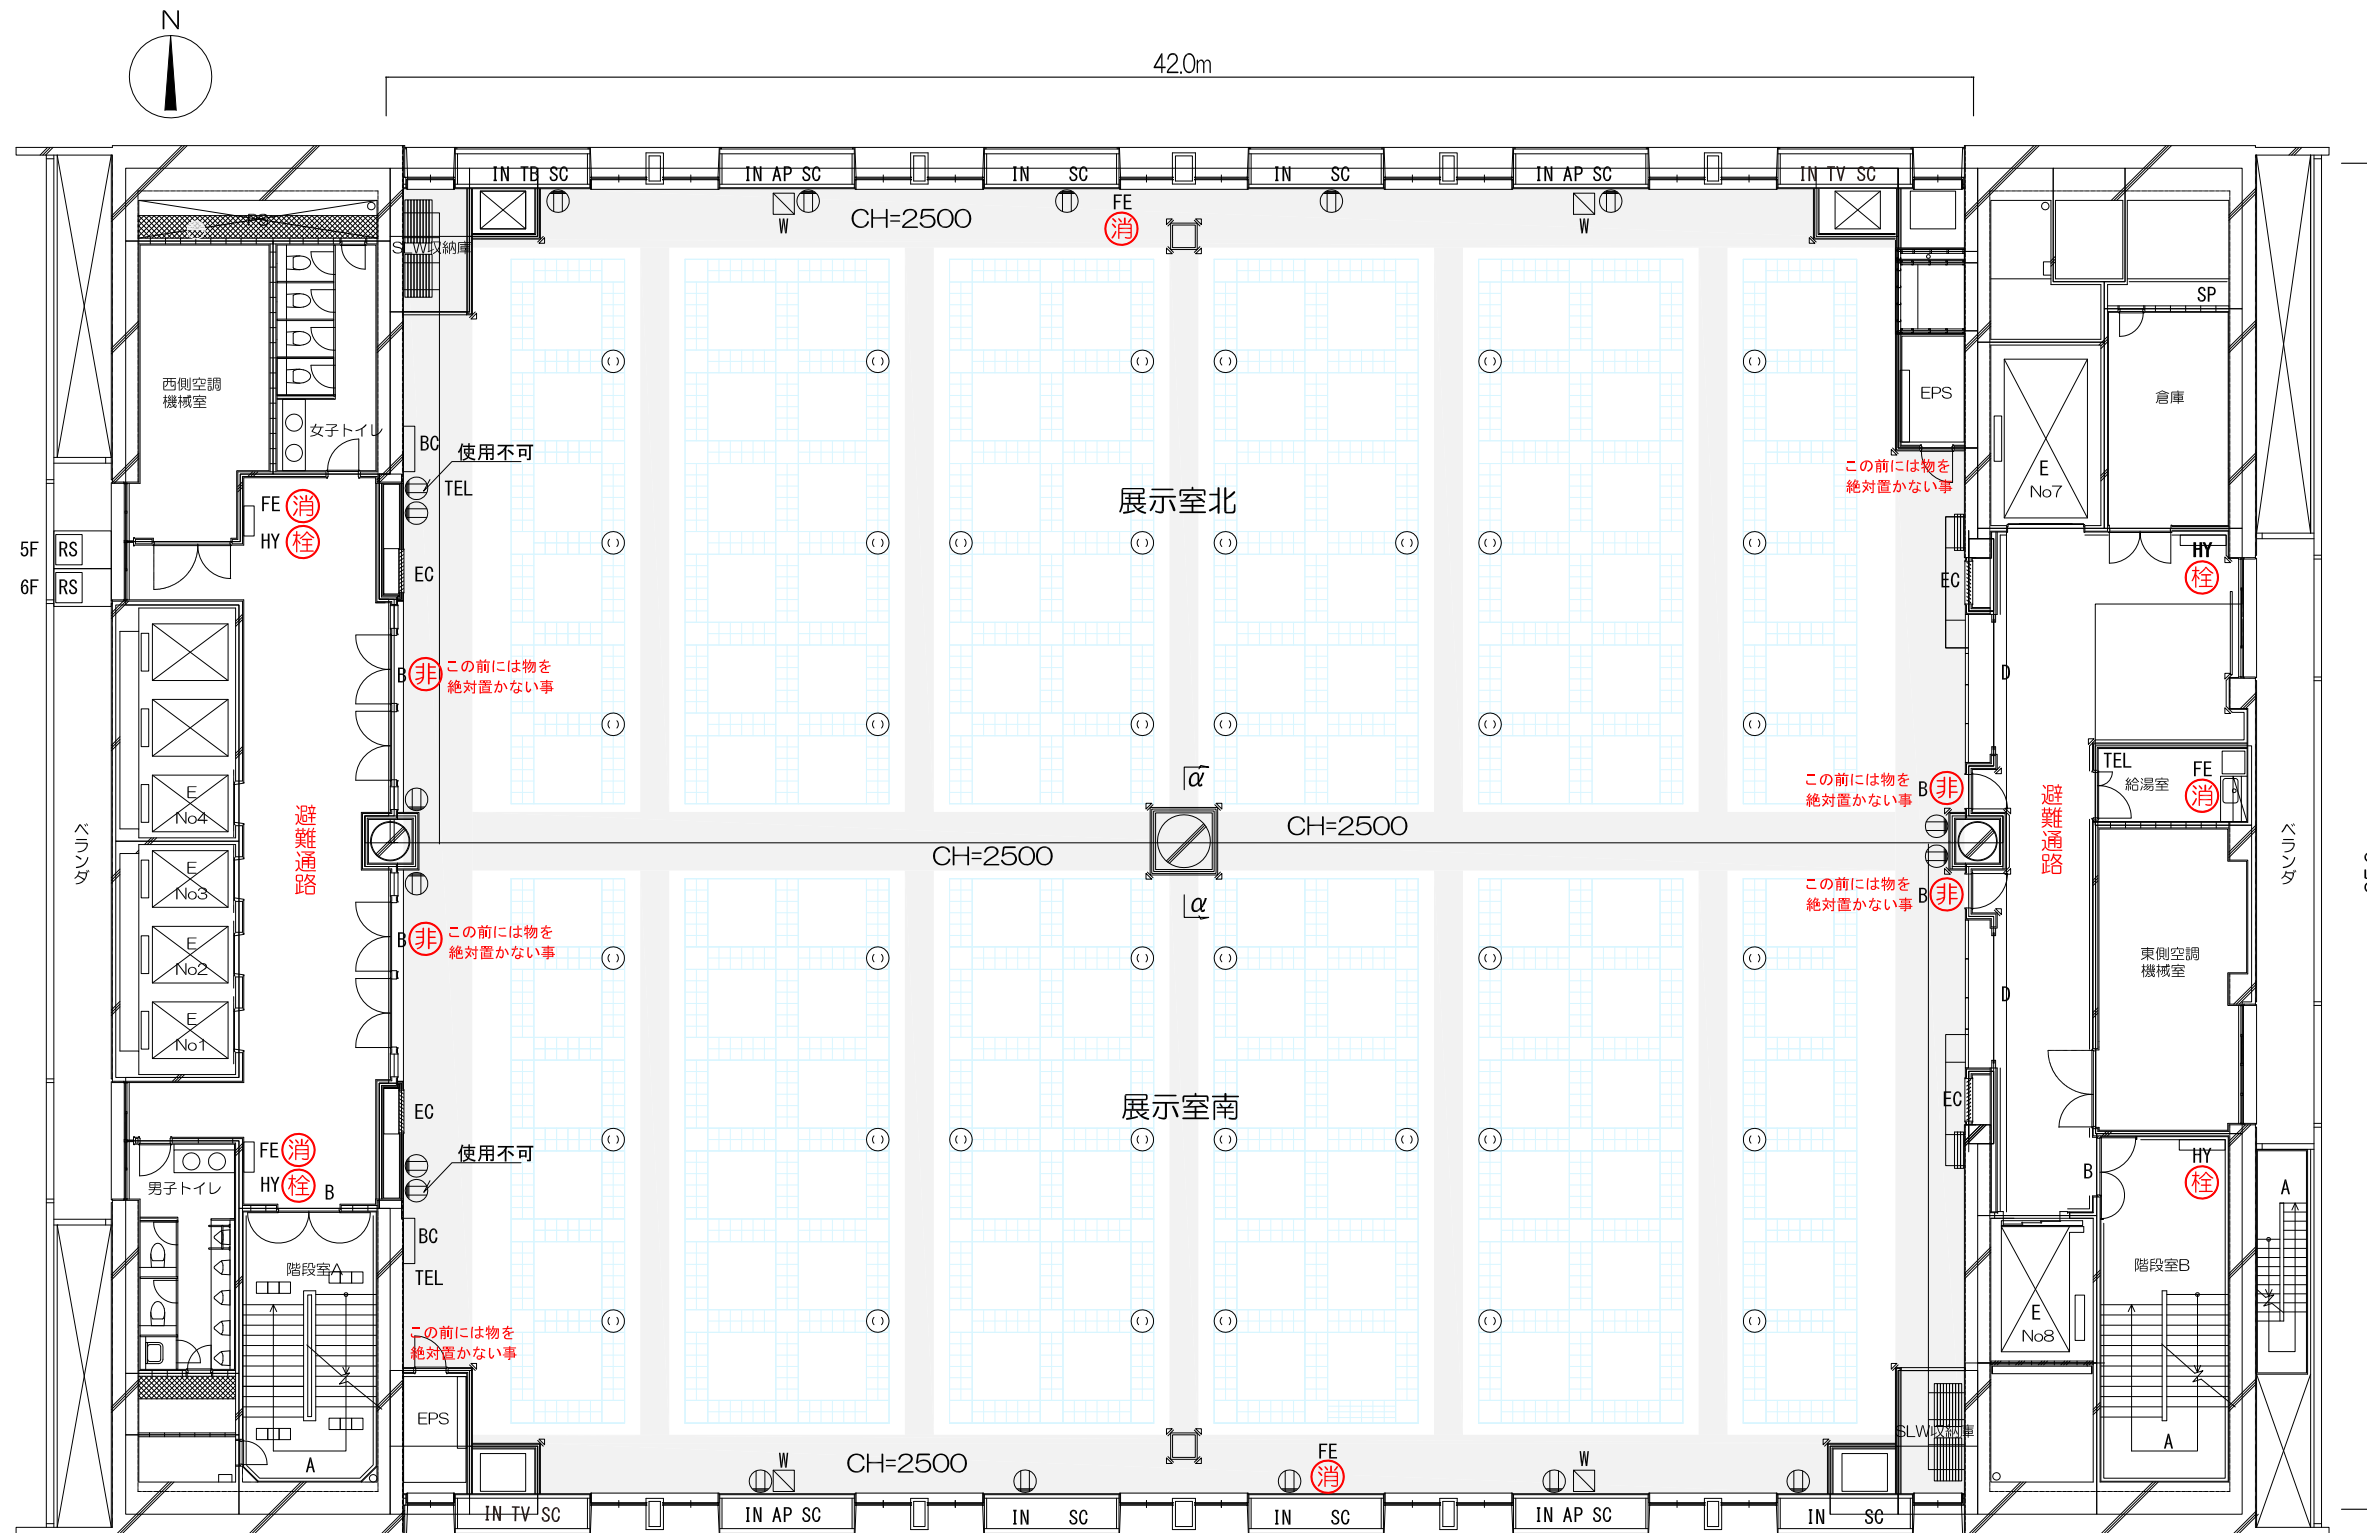 N
42.0m
IN TB SC
IN AP SC
IN SC
IN SC
IN AP SC
IN TV SC
W
CH=2500
FE
消
W
PS
SLW収納庫
SP
西側空調
機械室
女子トイレ
BC
使用不可
TEL
EPS
倉庫
この前には物を
絶対置かない事
E
No7
展示室北
FE
消
HY
栓
5F
RS
6F
RS
EC
EC
HY
栓
B
非
この前には物を
絶対置かない事
D
TEL
FE
給湯室
消
α
この前には物を
絶対置かない事
B
非
E
No4
避難通路
CH=2500
CH=2500
避難通路
ベランダ
ベランダ
E
No3
α
この前には物を
絶対置かない事
B
非
B
非
この前には物を
絶対置かない事
E
No2
東側空調
機械室
D
E
No1
展示室南
EC
EC
FE
消
HY
栓
B
使用不可
男子トイレ
B
HY
栓
A
BC
TEL
階段室A
階段室B
この前には物を
絶対置かない事
E
No8
EPS
SLW収納庫
A
A
W
CH=2500
FE
消
W
IN TV SC
IN AP SC
IN SC
IN SC
IN AP SC
IN SC